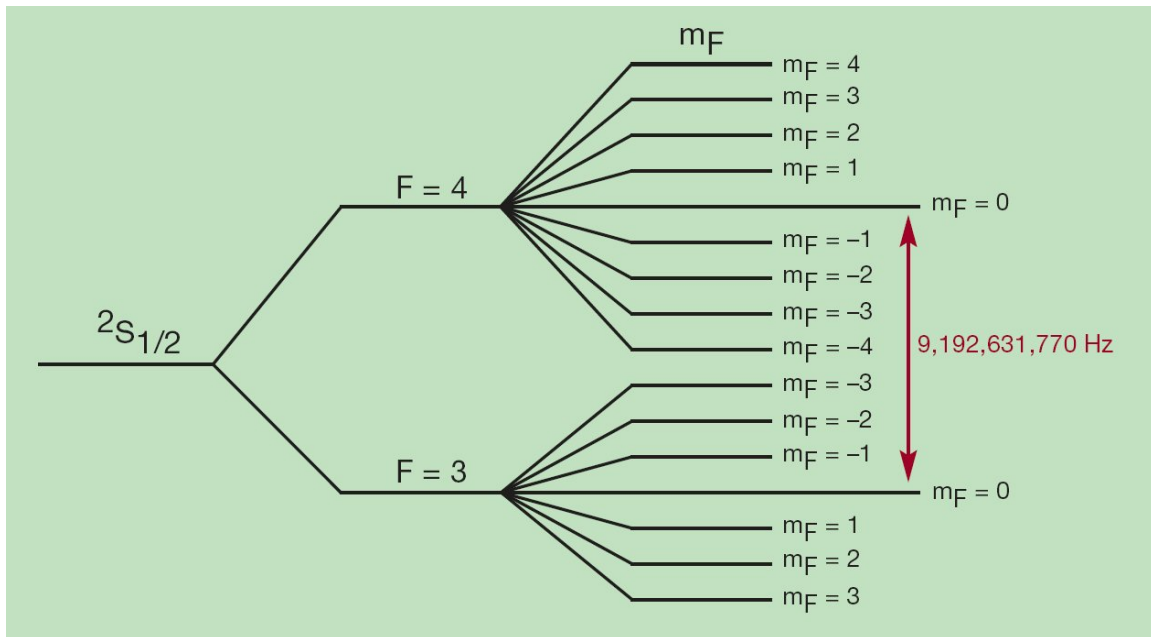 mF
mF = 4
mF = 3
mF = 2
mF = 1
F = 4
mF = 0
mF = –1
mF = –2
mF = –3
2S1/2
mF = –4
9,192,631,770 Hz
mF = –3
mF = –2
mF = –1
F = 3
mF = 0
mF = 1
mF = 2
mF = 3